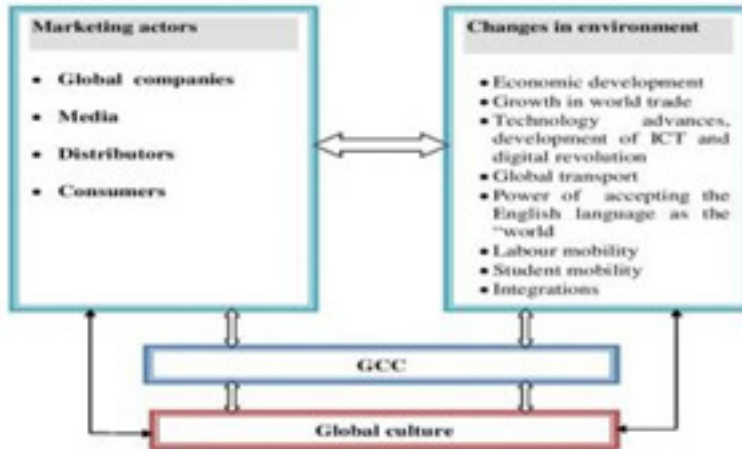 Marketing actors
• Global companies
• Media
• Distributors
• Consumers
Changes in environment
• Economic development
• Growth in world trade
• Technology advances,
development of ICT and
digital revolution
• Global transport
• Power of accepting the
English language as the
"world
• Labour mobility
• Student mobility
• Integrations
GCC
Global culture